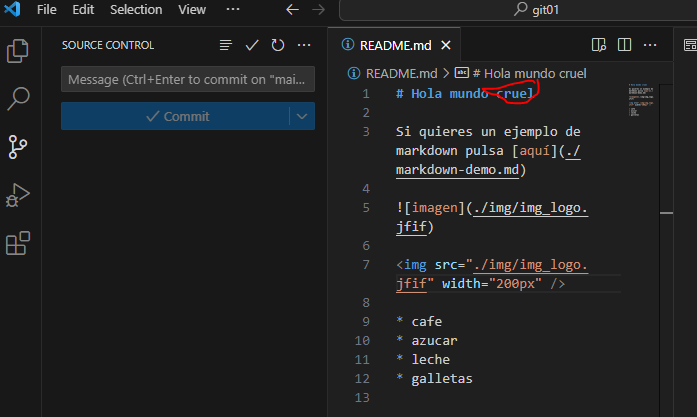 File Edit Selection View ··· git01
SOURCE CONTROL
Message (Ctrl+Enter to commit on "mai...
Commit
README.md
README.md > # Hola mundo cruel
1 # Hola mundo cruel
2
3 Si quieres un ejemplo de
markdown pulsa [aquí](./
markdown-demo.md)
4
5 ![imagen](./img/img_logo.
jfif)
6
7 <img src="./img/img_logo.
jfif" width="200px" />
8
9 * cafe
10 * azucar
11 * leche
12 * galletas
13